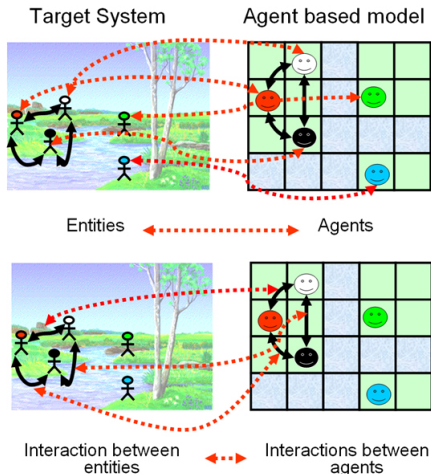 Target System
Agent based model
Entities
Agents
Interaction between
entities
Interactions between
agents